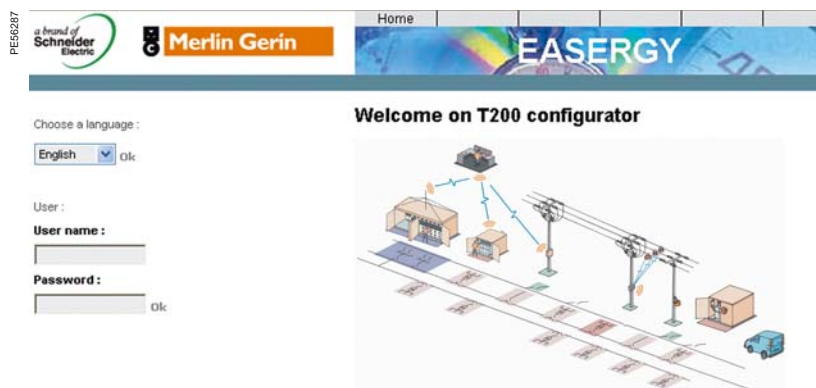 PE56287
a brand of
Schneider
Electric
Merlin Gerin
Home
EASERGY
Choose a language :
English
Ok
Welcome on T200 configurator
User :
User name :
Password :
Ok